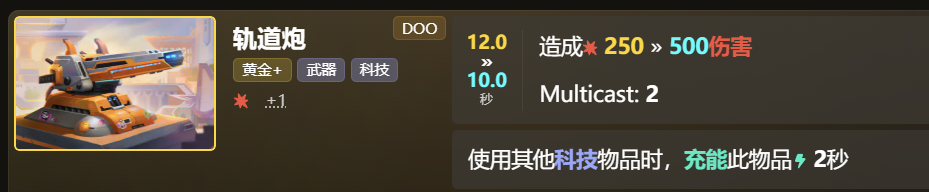 轨道炮
DOO
黄金+
武器
科技
+1
12.0
»
10.0
秒
造成 250 » 500伤害
Multicast: 2
使用其他科技物品时，充能此物品 2秒